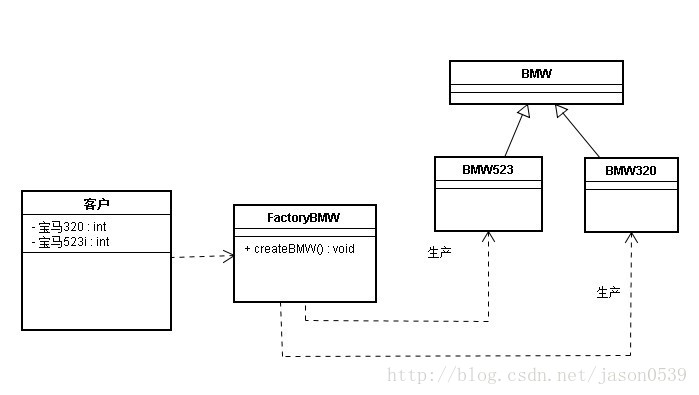 BMW
BMW523
BMW320
客户
- 宝马320 : int
- 宝马523i : int
FactoryBMW
+ createBMW() : void
生产
生产
http://blog.csdn.net/jason0539